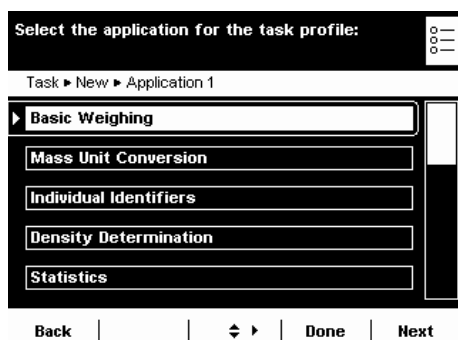 Select the application for the task profile:
Task ▸ New ▸ Application 1
Basic Weighing
Mass Unit Conversion
Individual Identifiers
Density Determination
Statistics
Back Done Next